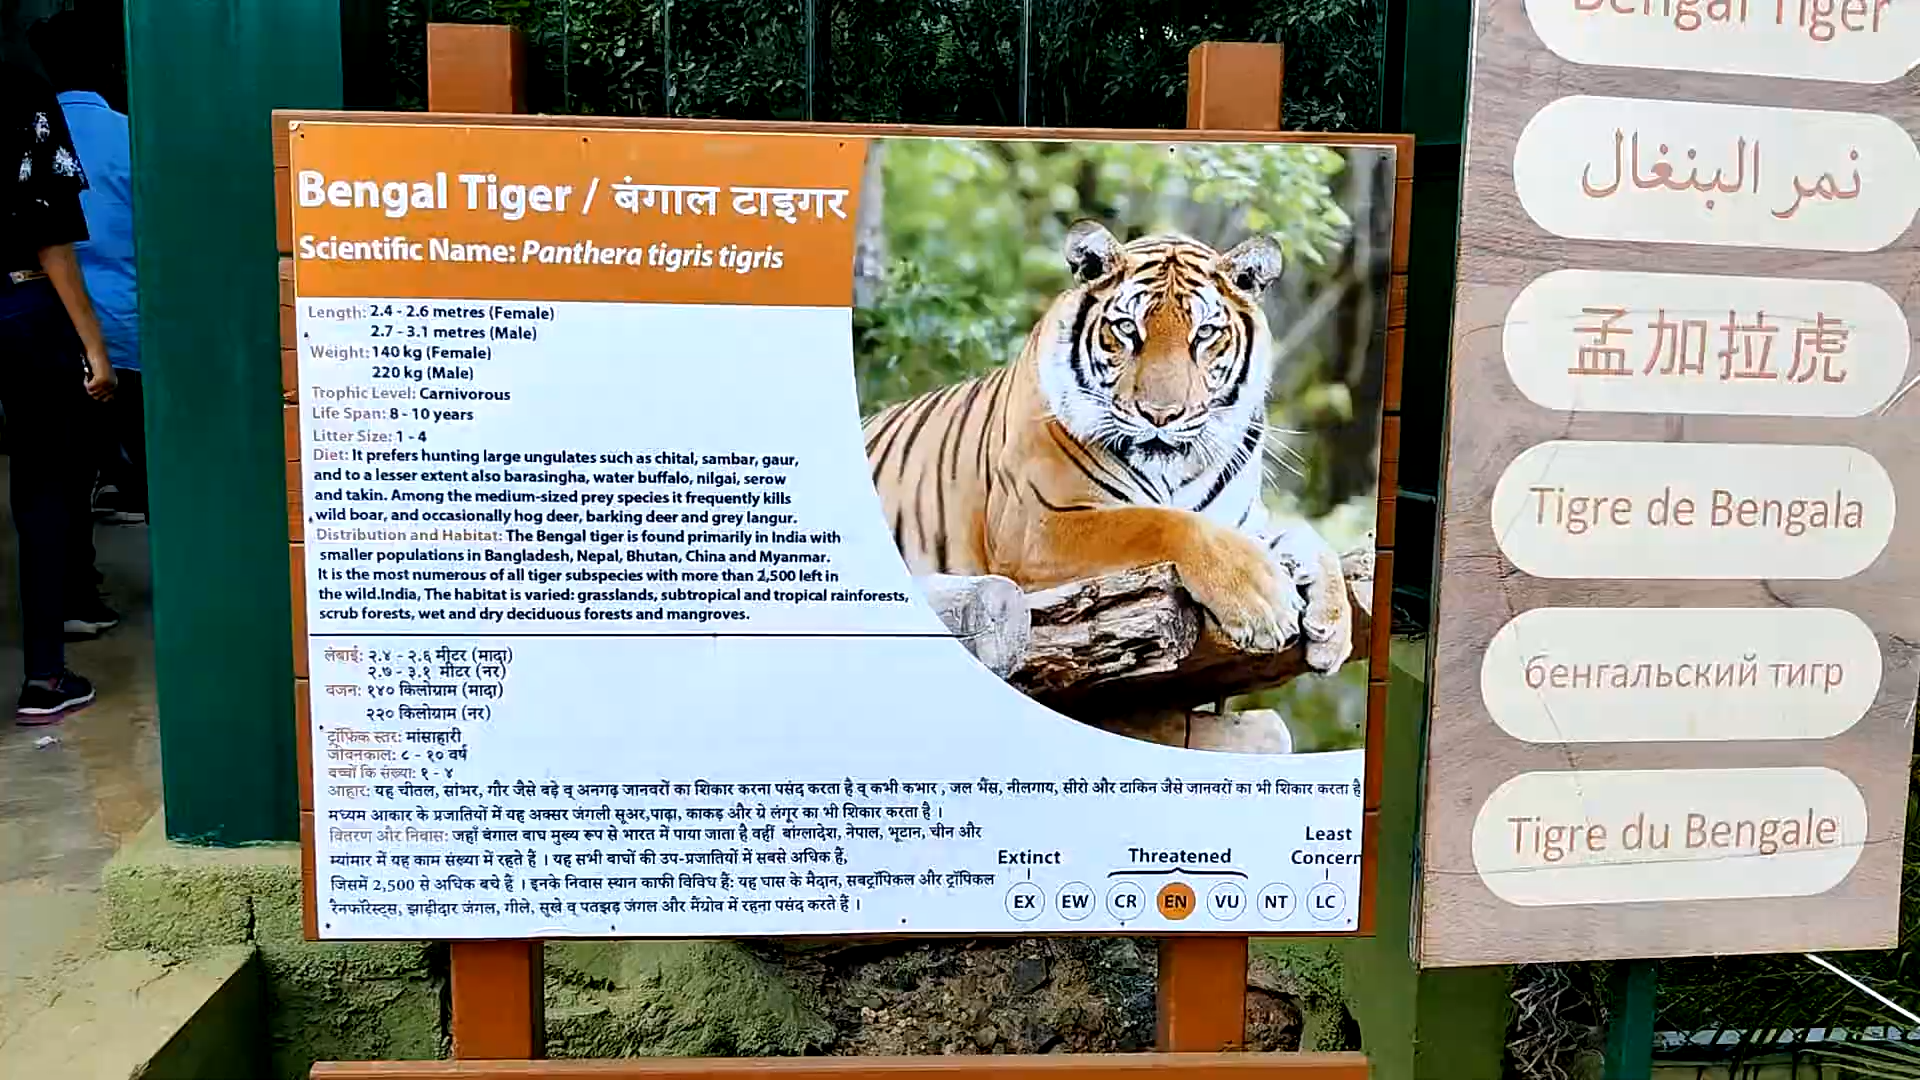 Bengal Tiger / बंगाल टाइगर
Scientific Name: Panthera tigris tigris
Length: 2.4 - 2.6 metres (Female)
2.7 - 3.1 metres (Male)
Weight: 140 kg (Female)
220 kg (Male)
Trophic Level: Carnivorous
Life Span: 8 - 10 years
Litter Size: 1 - 4
Diet: It prefers hunting large ungulates such as chital, sambar, gaur,
and to a lesser extent also barasingha, water buffalo, nilgai, serow
and takin. Among the medium-sized prey species it frequently kills
wild boar, and occasionally hog deer, barking deer and grey langur.
Distribution and Habitat: The Bengal tiger is found primarily in India with
smaller populations in Bangladesh, Nepal, Bhutan, China and Myanmar.
It is the most numerous of all tiger subspecies with more than 2,500 left in
the wild.India, The habitat is varied: grasslands, subtropical and tropical rainforests,
scrub forests, wet and dry deciduous forests and mangroves.
लंबाई: २.४ - २.६ मीटर (मादा)
२.७ - ३.१ मीटर (नर)
वजन: १४० किलोग्राम (मादा)
२२० किलोग्राम (नर)
ट्रॉफिक स्तर: मांसाहारी
जीवनकाल: ८ - १० वर्ष
बच्चों कि संख्या: १ - ४
आहार: यह चीतल, सांभर, गौर जैसे बड़े व् अनगढ़ जानवरों का शिकार करना पसंद करता है व् कभी कभार , जल भैंस, नीलगाय, सीरो और टाकिन जैसे जानवरों का भी शिकार करता है
मध्यम आकार के प्रजातियों में यह अक्सर जंगली सूअर,पाढ़ा, काकड़ और ग्रे लंगूर का भी शिकार करता है ।
वितरण और निवास: जहाँ बंगाल बाघ मुख्य रूप से भारत में पाया जाता है वहीं बांग्लादेश, नेपाल, भूटान, चीन और
म्यांमार में यह काम संख्या में रहते हैं । यह सभी बाघों की उप-प्रजातियों में सबसे अधिक हैं,
जिसमें 2,500 से अधिक बचे हैं । इनके निवास स्थान काफी विविध हैं: यह घास के मैदान, सबट्रॉपिकल और ट्रॉपिकल
रैनफॉरेस्ट्स, झाड़ीदार जंगल, गीले, सूखे व् पतझड़ जंगल और मैंग्रोव में रहना पसंद करते हैं ।
Extinct Threatened Least Concern
EX EW CR EN VU NT LC
Bengal Tiger
نمر البنغال
孟加拉虎
Tigre de Bengala
бенгальский тигр
Tigre du Bengale